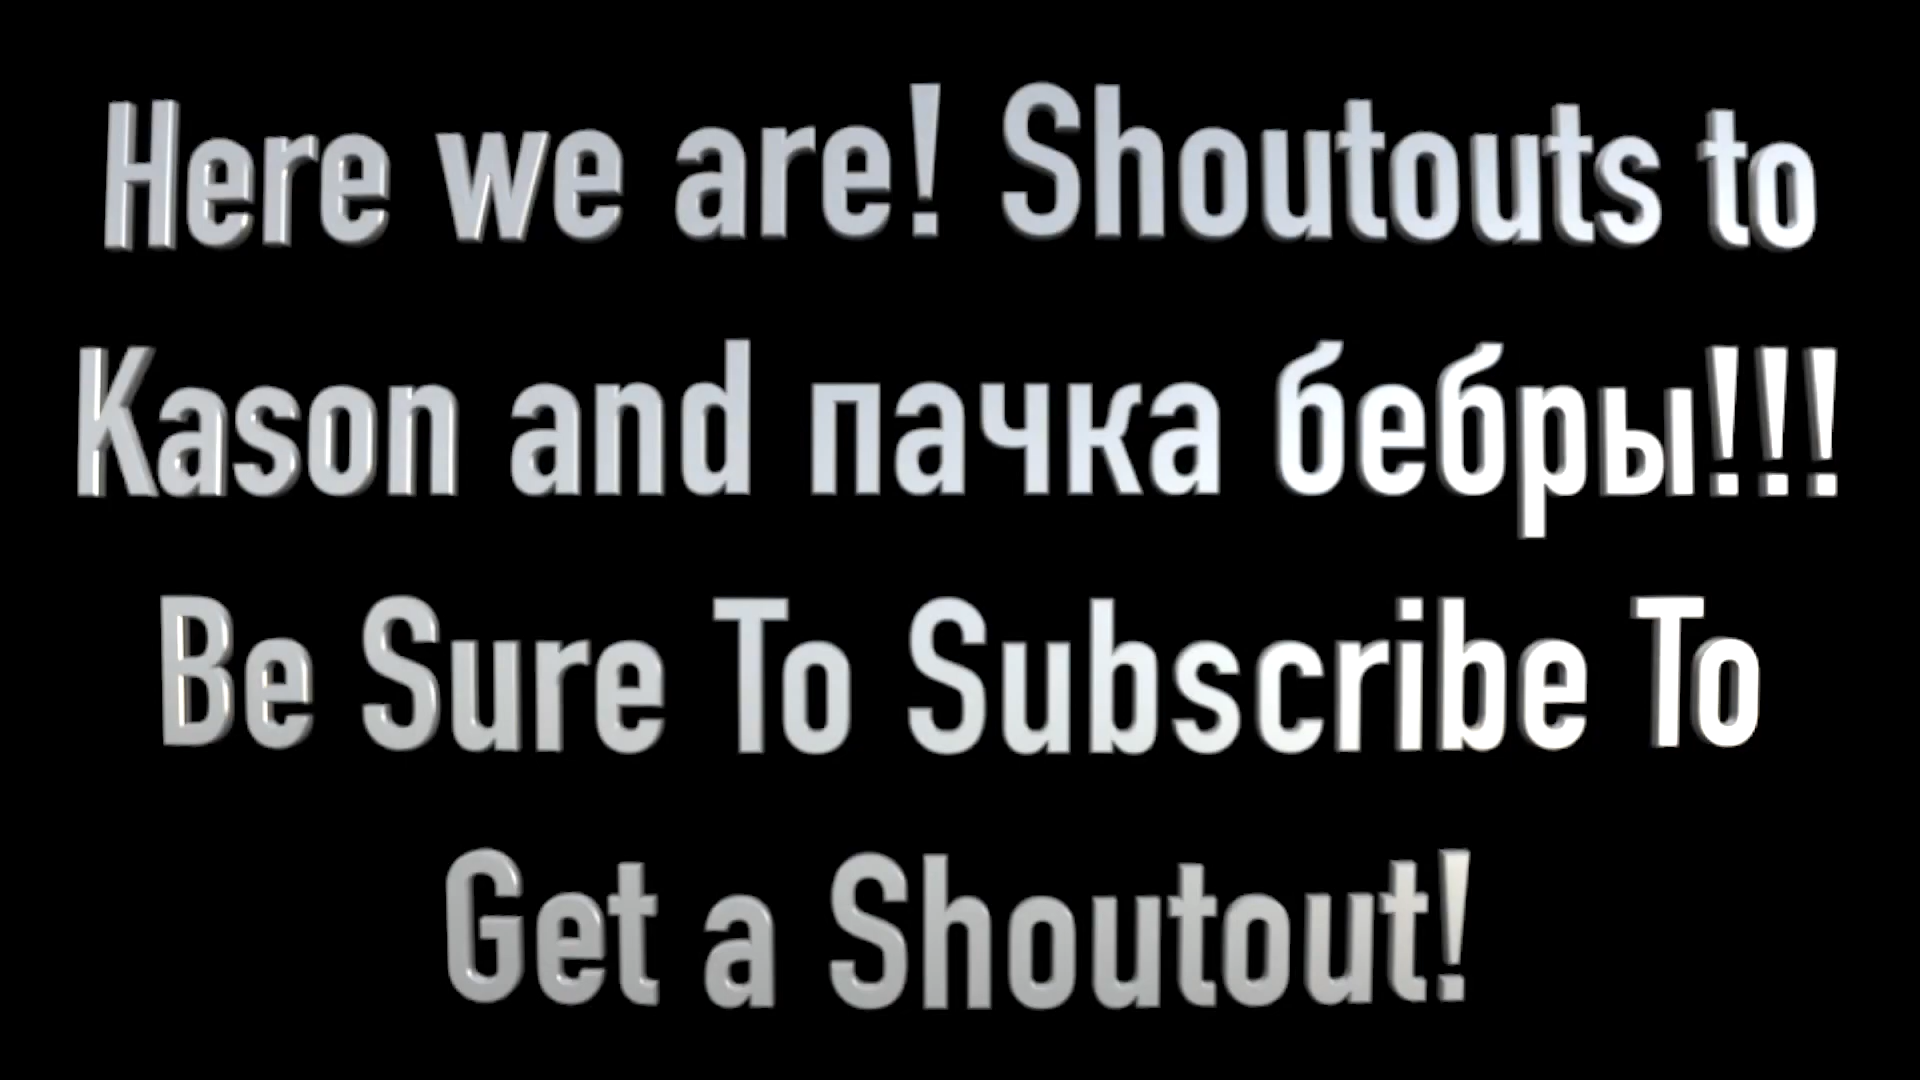 Here we are! Shoutouts to
Kason and пачка бебры!!!
Be Sure To Subscribe To
Get a Shoutout!